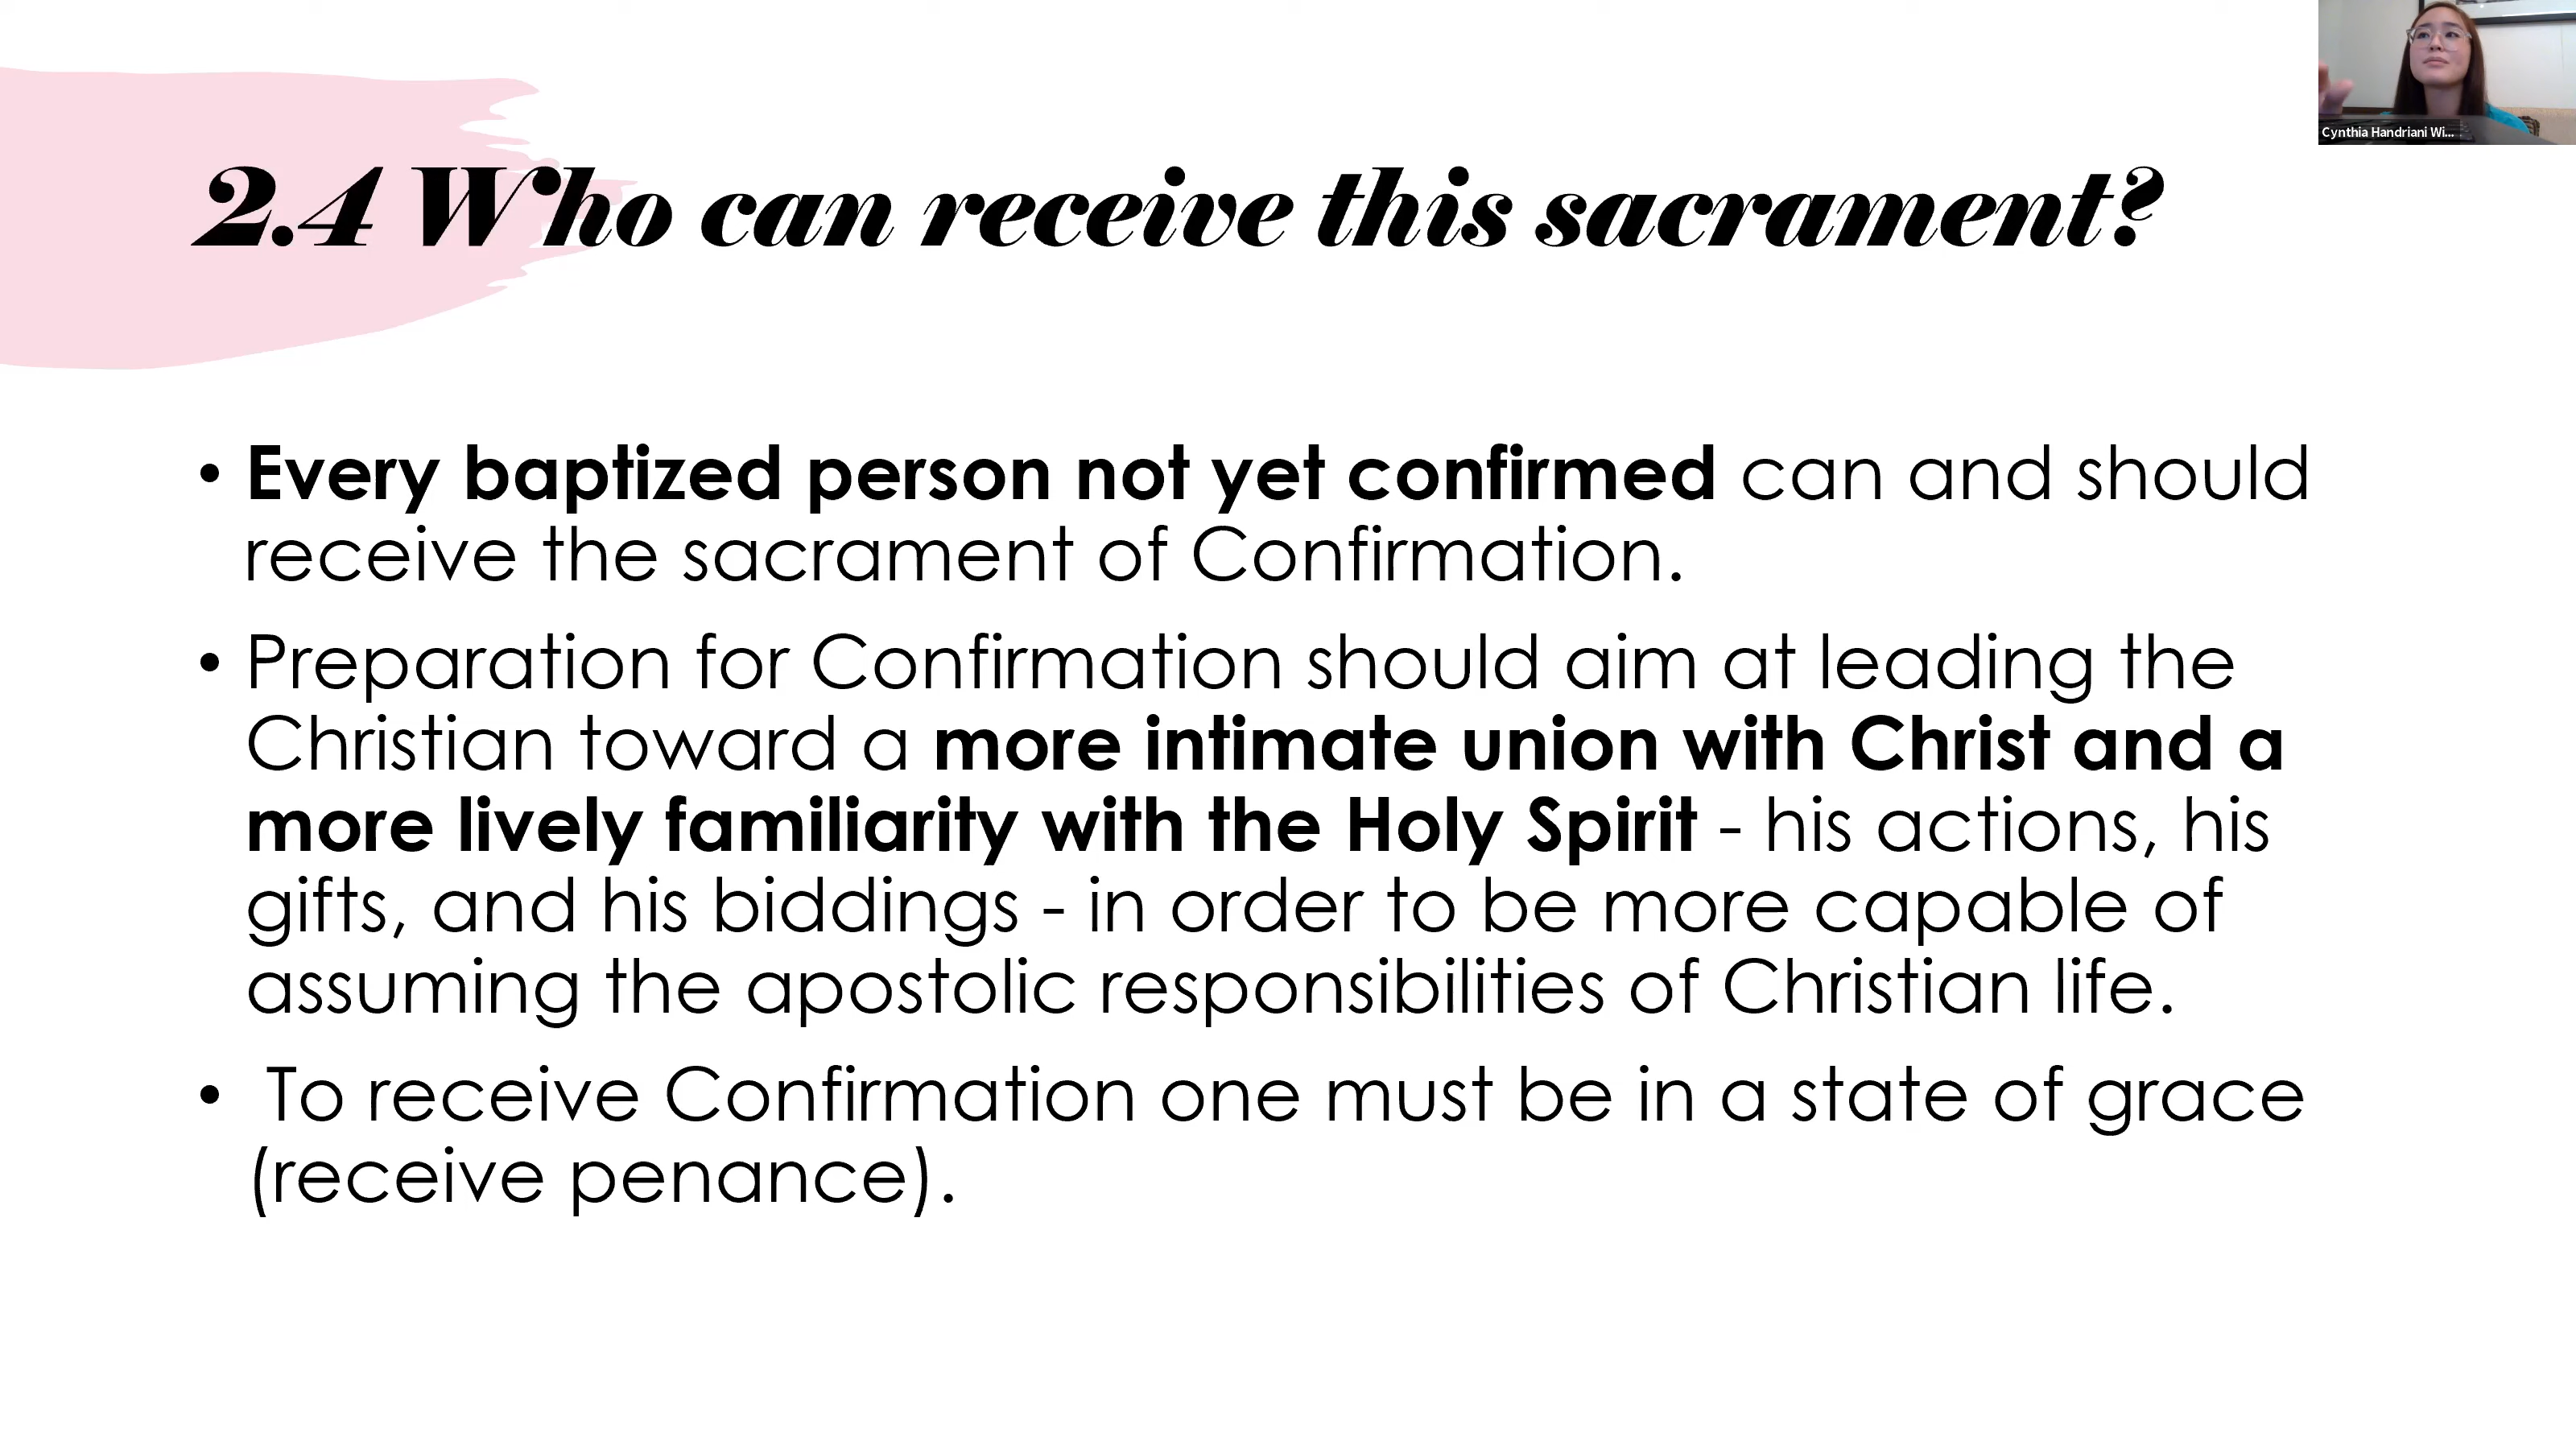 Cynthia Handriani Wi...
2.4 Who can receive this sacrament?
• Every baptized person not yet confirmed can and should
receive the sacrament of Confirmation.
• Preparation for Confirmation should aim at leading the
Christian toward a more intimate union with Christ and a
more lively familiarity with the Holy Spirit - his actions, his
gifts, and his biddings - in order to be more capable of
assuming the apostolic responsibilities of Christian life.
• To receive Confirmation one must be in a state of grace
(receive penance).